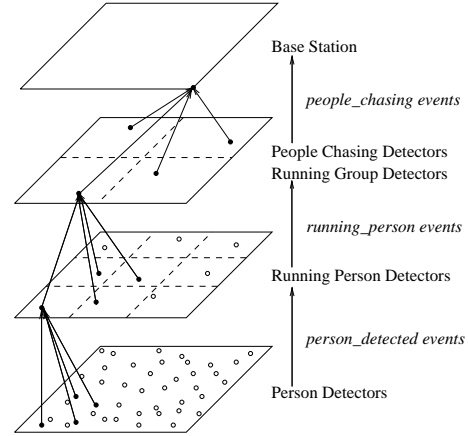 Base Station
people_chasing events
People Chasing Detectors
Running Group Detectors
running_person events
Running Person Detectors
person_detected events
Person Detectors